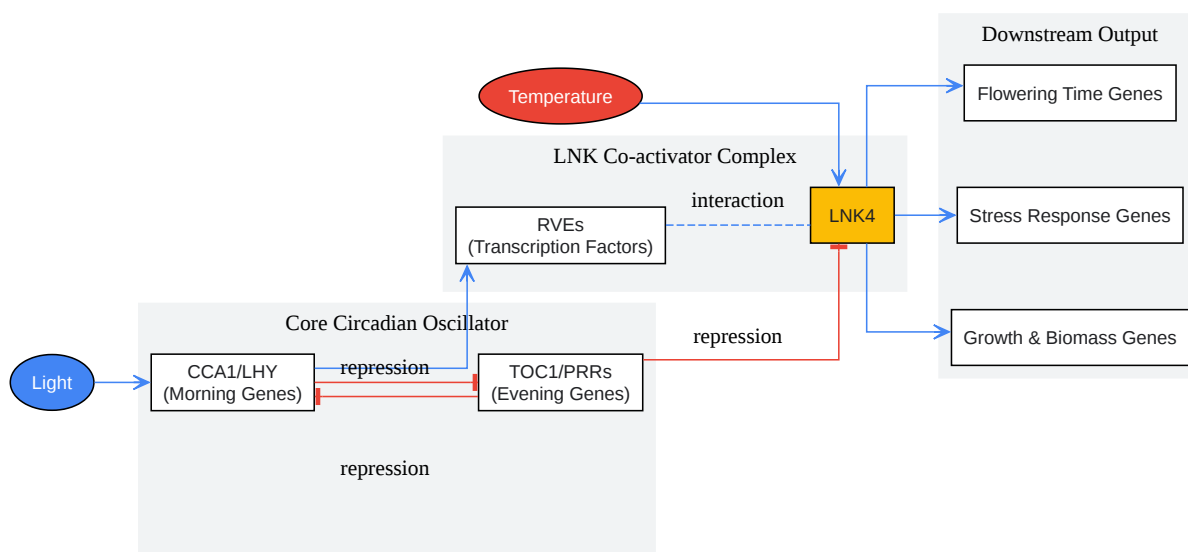 Downstream Output
Flowering Time Genes
Temperature
LNK Co-activator Complex
interaction
LNK4
Stress Response Genes
RVEs
(Transcription Factors)
Core Circadian Oscillator
repression
Growth & Biomass Genes
Light
CCA1/LHY
(Morning Genes)
repression
TOC1/PRRs
(Evening Genes)
repression